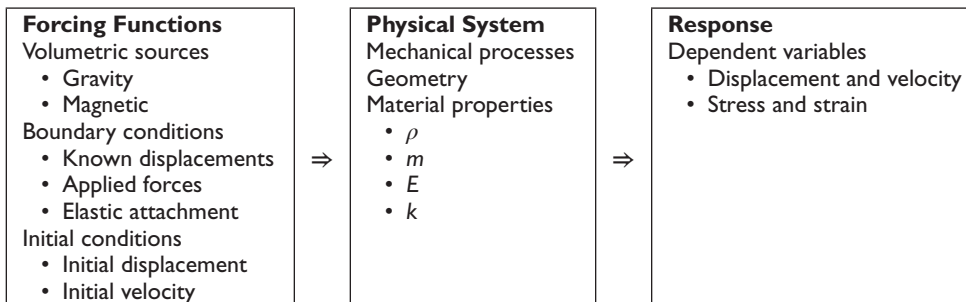 Forcing Functions
Volumetric sources
• Gravity
• Magnetic
Boundary conditions
• Known displacements
• Applied forces
• Elastic attachment
Initial conditions
• Initial displacement
• Initial velocity
⇒
Physical System
Mechanical processes
Geometry
Material properties
• ρ
• m
• E
• k
⇒
Response
Dependent variables
• Displacement and velocity
• Stress and strain